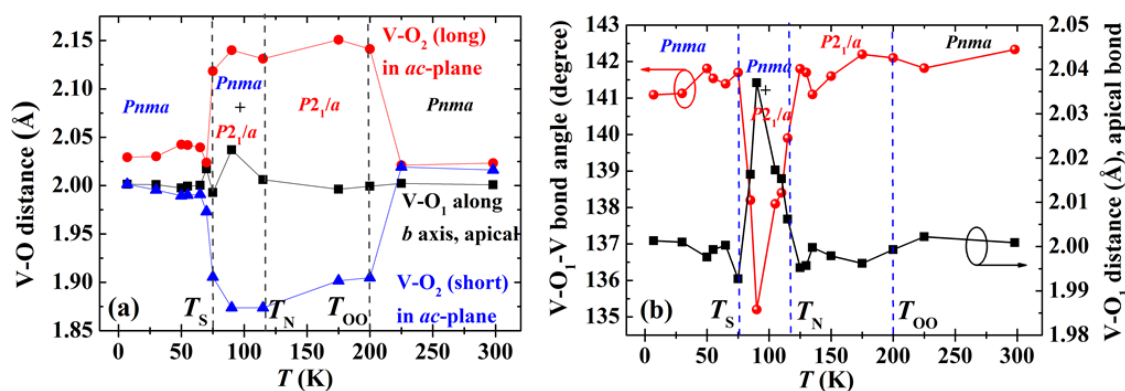 2.15
2.10
2.05
2.00
1.95
1.90
1.85
V-O distance (Å)
0 50 100 150 200 250 300
T (K)
V-O2 (long)
in ac-plane
Pnma
Pnma
+
P21/a
P21/a
Pnma
V-O1 along
b axis, apical
V-O2 (short)
in ac-plane
(a)
TS
TN
TOO
143
142
141
140
139
138
137
136
135
V-O1-V bond angle (degree)
0 50 100 150 200 250 300
T (K)
Pnma
Pnma
+
P21/a
P21/a
Pnma
(b)
TS
TN
TOO
2.05
2.04
2.03
2.02
2.01
2.00
1.99
1.98
V-O1 distance (Å), apical bond